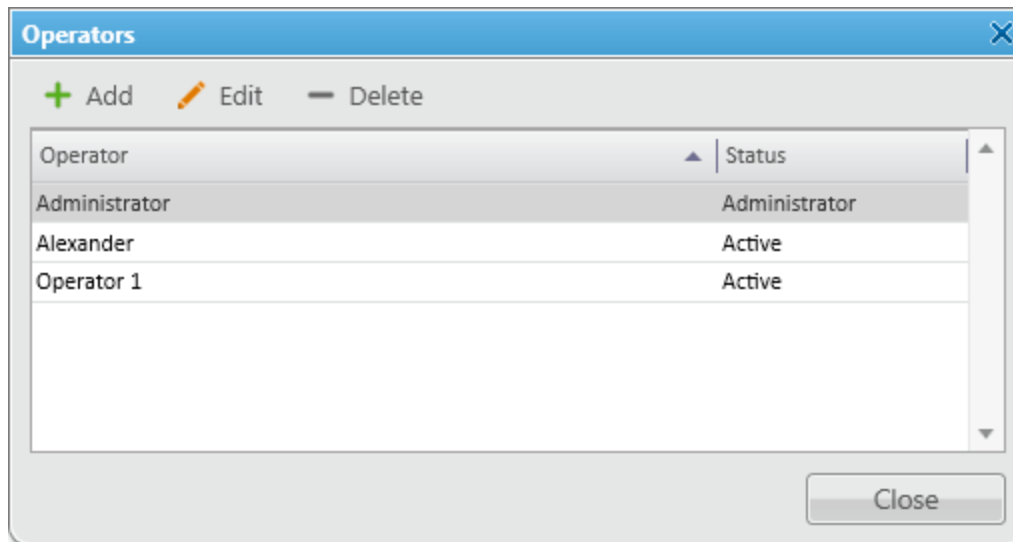 Operators
Add Edit Delete
Operator Status
Administrator Administrator
Alexander Active
Operator 1 Active
Close